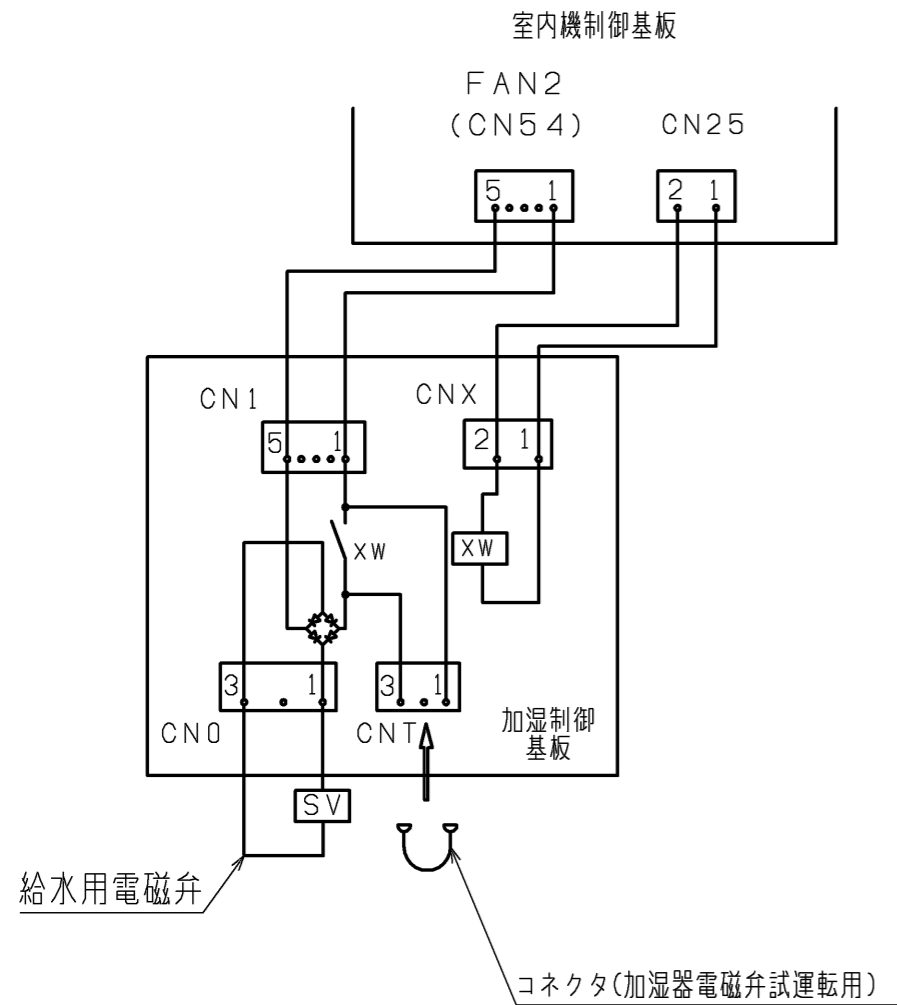 室内機制御基板
FAN2
(CN54)
CN25
5 1
2 1
CN1
CNX
5 1
2 1
XW
XW
3 1
3 1
CN0
CNT
加湿制御
基板
SV
給水用電磁弁
コネクタ(加湿器電磁弁試運転用)